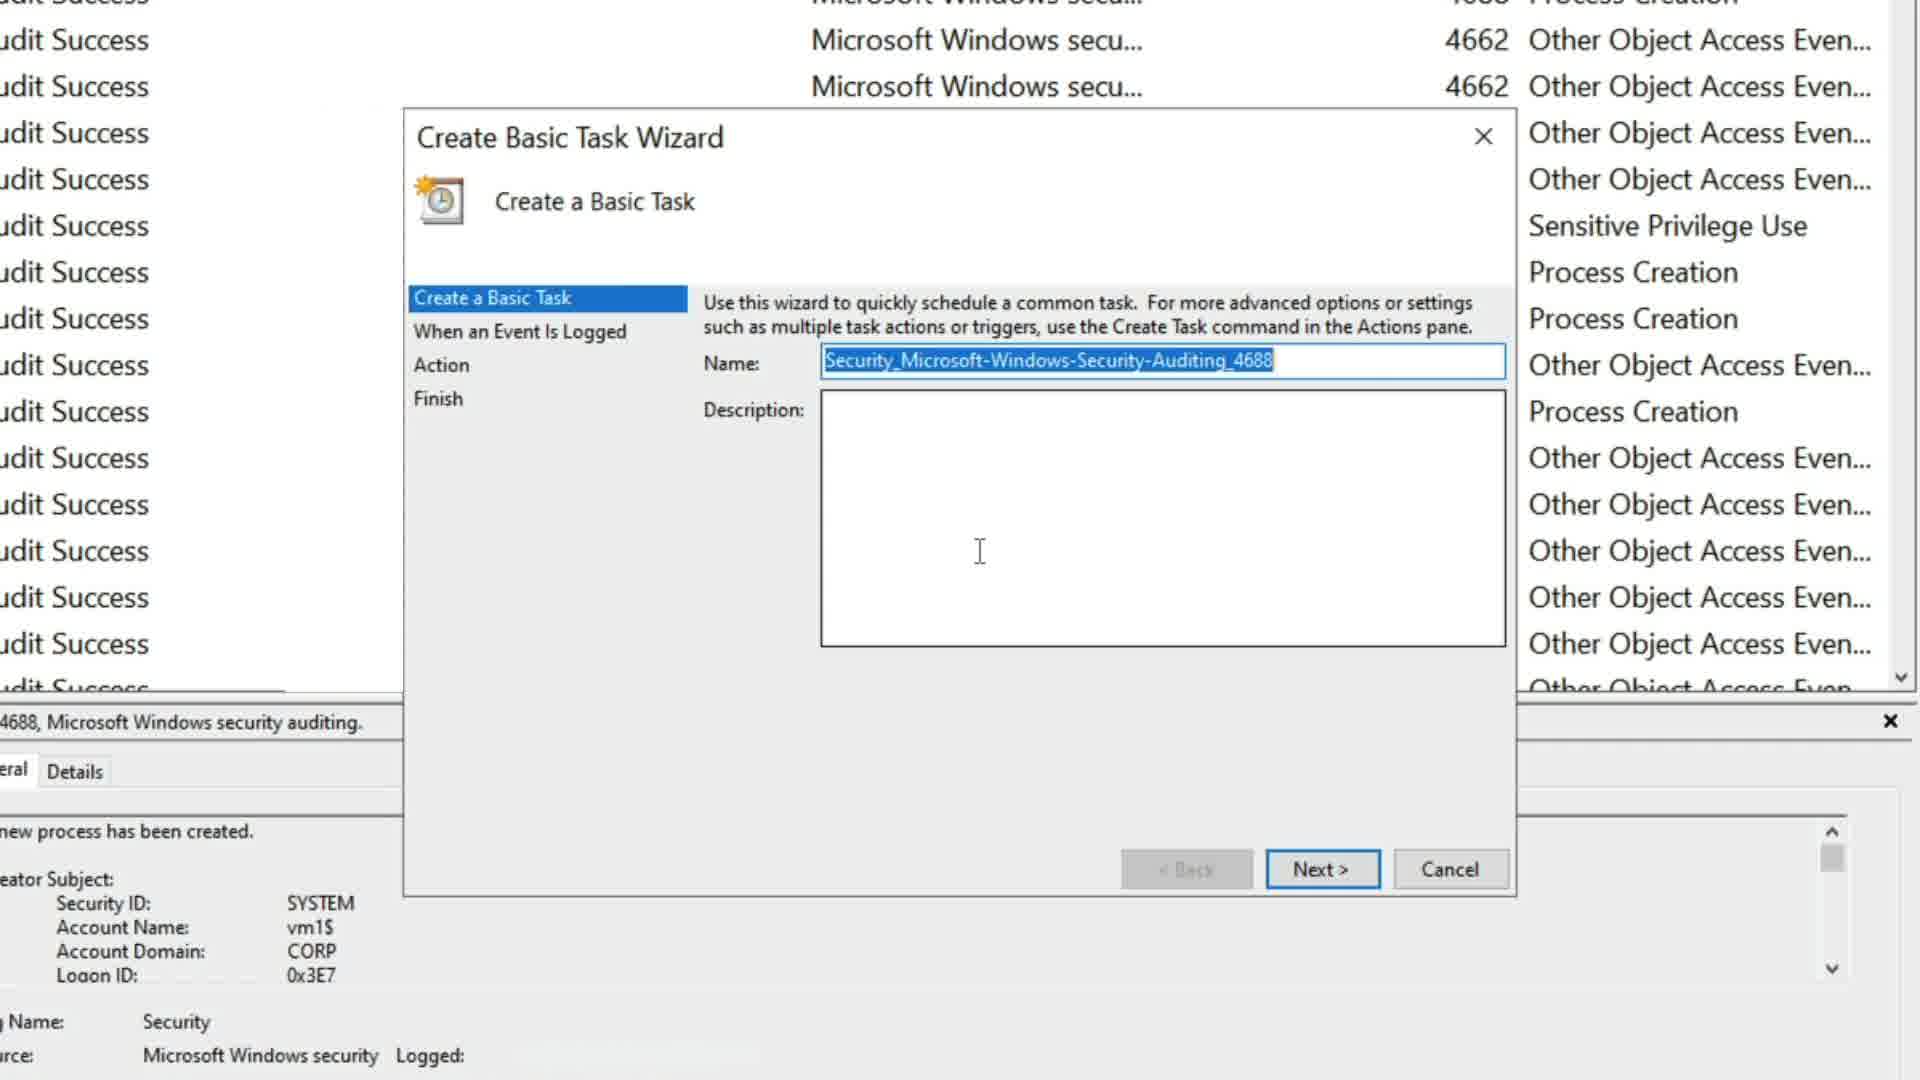 Microsoft Windows secu...
udit Success Microsoft Windows secu... 4662 Other Object Access Even...
udit Success Microsoft Windows secu... 4662 Other Object Access Even...
udit Success Other Object Access Even...
udit Success Other Object Access Even...
udit Success Sensitive Privilege Use
udit Success Process Creation
udit Success Process Creation
udit Success Other Object Access Even...
udit Success Process Creation
udit Success Other Object Access Even...
udit Success Other Object Access Even...
udit Success Other Object Access Even...
udit Success Other Object Access Even...
udit Success Other Object Access Even...
Create Basic Task Wizard
Create a Basic Task
Create a Basic Task
When an Event Is Logged
Action
Finish
Use this wizard to quickly schedule a common task. For more advanced options or settings
such as multiple task actions or triggers, use the Create Task command in the Actions pane.
Name: Security_Microsoft-Windows-Security-Auditing_4688
Description:
< Back Next > Cancel
4688, Microsoft Windows security auditing.
eral Details
new process has been created.
eator Subject:
Security ID: SYSTEM
Account Name: vm1$
Account Domain: CORP
Logon ID: 0x3E7
Name: Security
urce: Microsoft Windows security Logged: